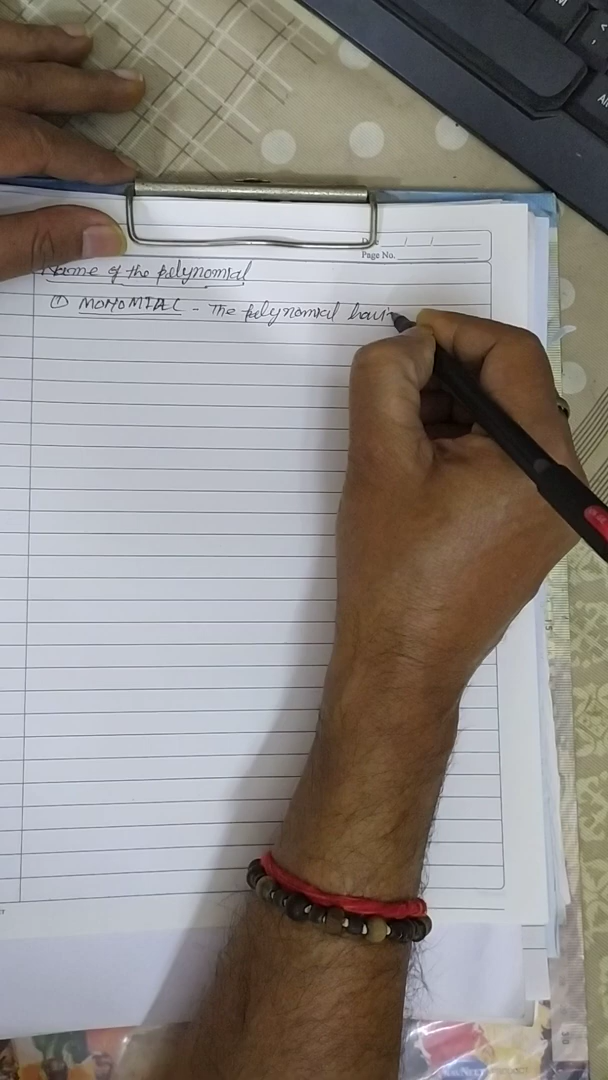 Page No.
Name of the polynomial
① MONOMIAL - The polynomial havi